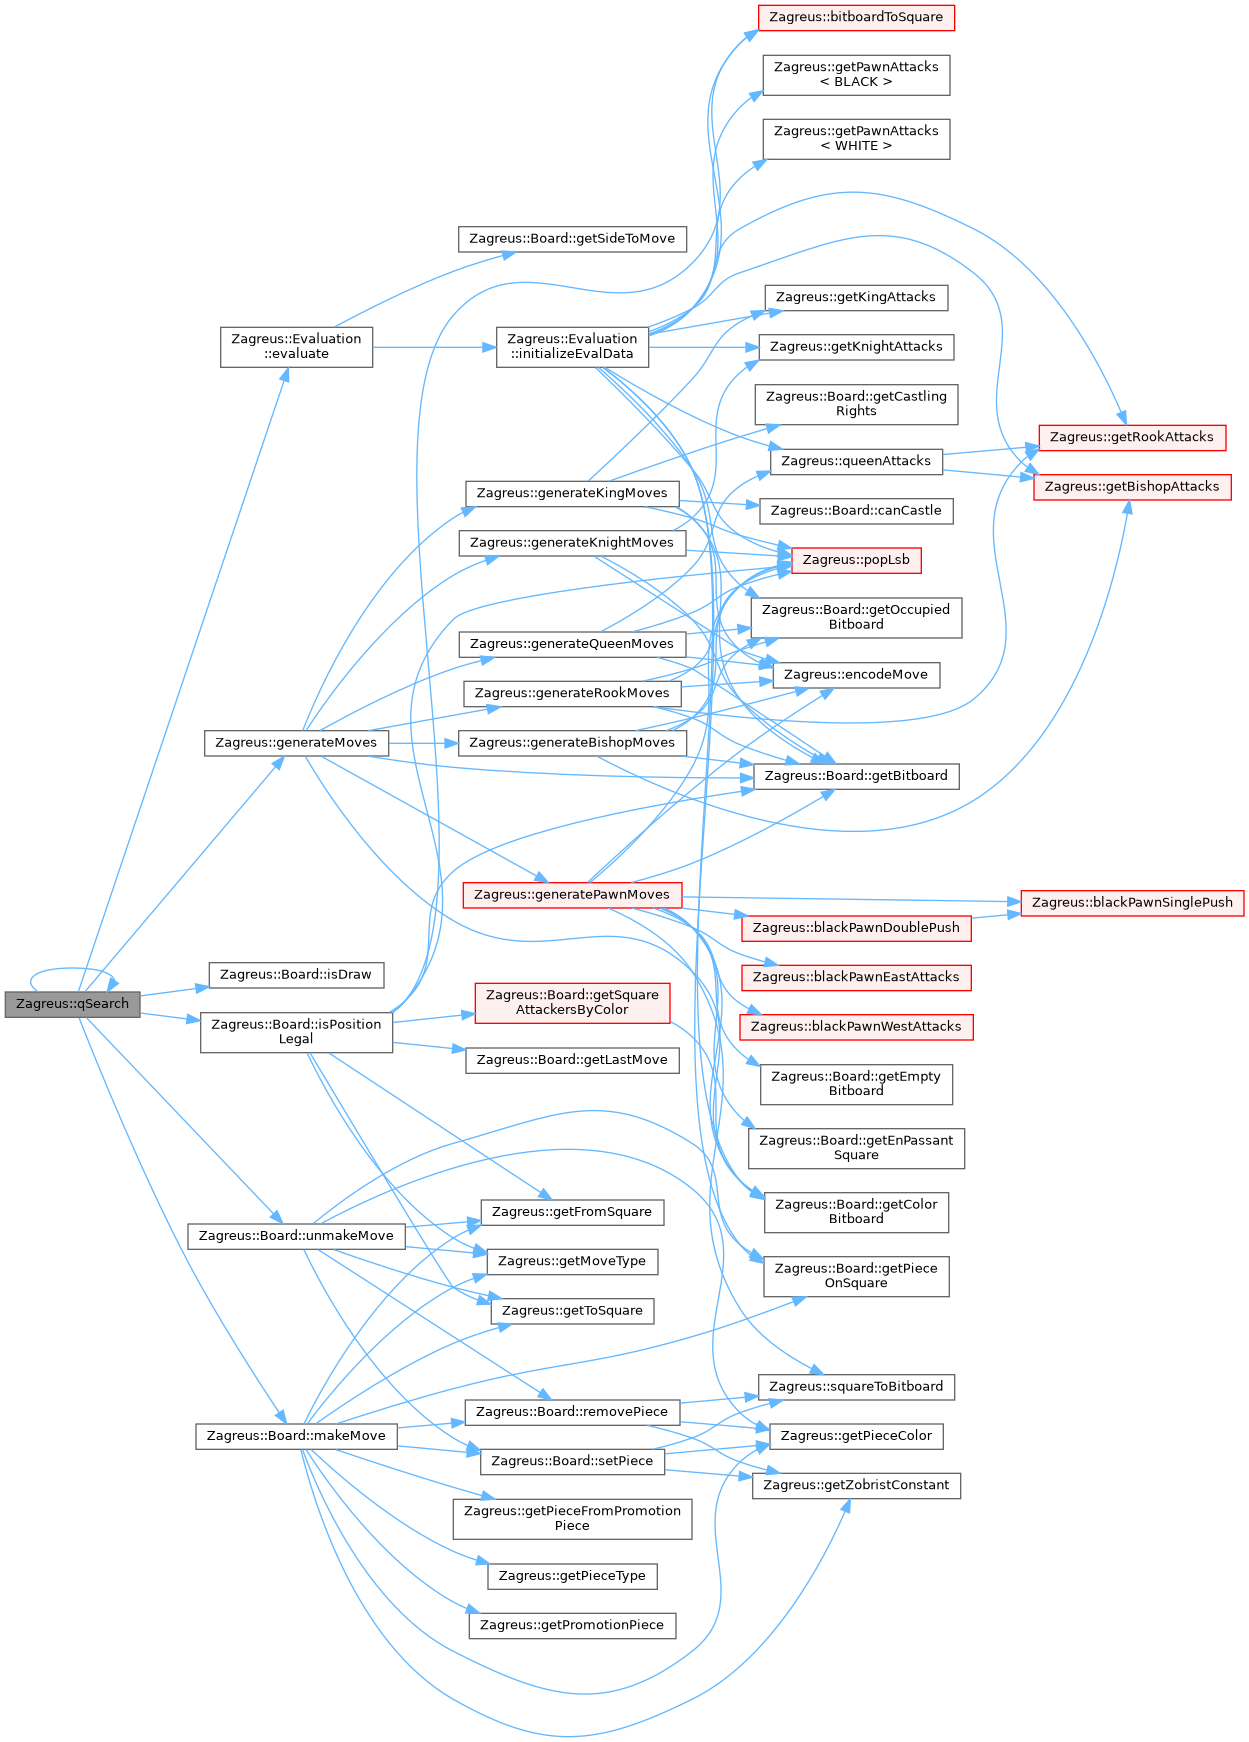 Zagreus::qSearch
Zagreus::Evaluation
::evaluate
Zagreus::generateMoves
Zagreus::Board::isDraw
Zagreus::Board::isPosition
Legal
Zagreus::Board::unmakeMove
Zagreus::Board::makeMove
Zagreus::Board::getSideToMove
Zagreus::Evaluation
::initializeEvalData
Zagreus::generateKingMoves
Zagreus::generateKnightMoves
Zagreus::generateQueenMoves
Zagreus::generateRookMoves
Zagreus::generateBishopMoves
Zagreus::generatePawnMoves
Zagreus::Board::getSquare
AttackersByColor
Zagreus::Board::getLastMove
Zagreus::getFromSquare
Zagreus::getMoveType
Zagreus::getToSquare
Zagreus::Board::removePiece
Zagreus::Board::setPiece
Zagreus::getPieceFromPromotion
Piece
Zagreus::getPieceType
Zagreus::getPromotionPiece
Zagreus::bitboardToSquare
Zagreus::getPawnAttacks
< BLACK >
Zagreus::getPawnAttacks
< WHITE >
Zagreus::getKingAttacks
Zagreus::getKnightAttacks
Zagreus::Board::getCastling
Rights
Zagreus::queenAttacks
Zagreus::Board::canCastle
Zagreus::popLsb
Zagreus::Board::getOccupied
Bitboard
Zagreus::encodeMove
Zagreus::Board::getBitboard
Zagreus::blackPawnDoublePush
Zagreus::blackPawnEastAttacks
Zagreus::blackPawnWestAttacks
Zagreus::Board::getEmpty
Bitboard
Zagreus::Board::getEnPassant
Square
Zagreus::Board::getColor
Bitboard
Zagreus::Board::getPiece
OnSquare
Zagreus::squareToBitboard
Zagreus::getPieceColor
Zagreus::getZobristConstant
Zagreus::getRookAttacks
Zagreus::getBishopAttacks
Zagreus::blackPawnSinglePush